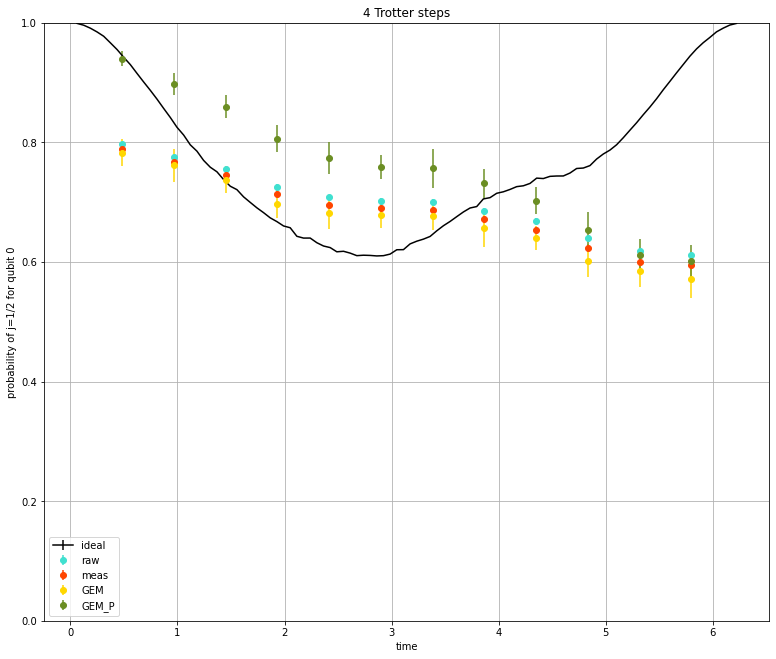 4 Trotter steps
probability of j=1/2 for qubit 0
1.0
0.8
0.6
0.4
0.2
0.0
ideal
raw
meas
GEM
GEM_P
0 1 2 3 4 5 6
time